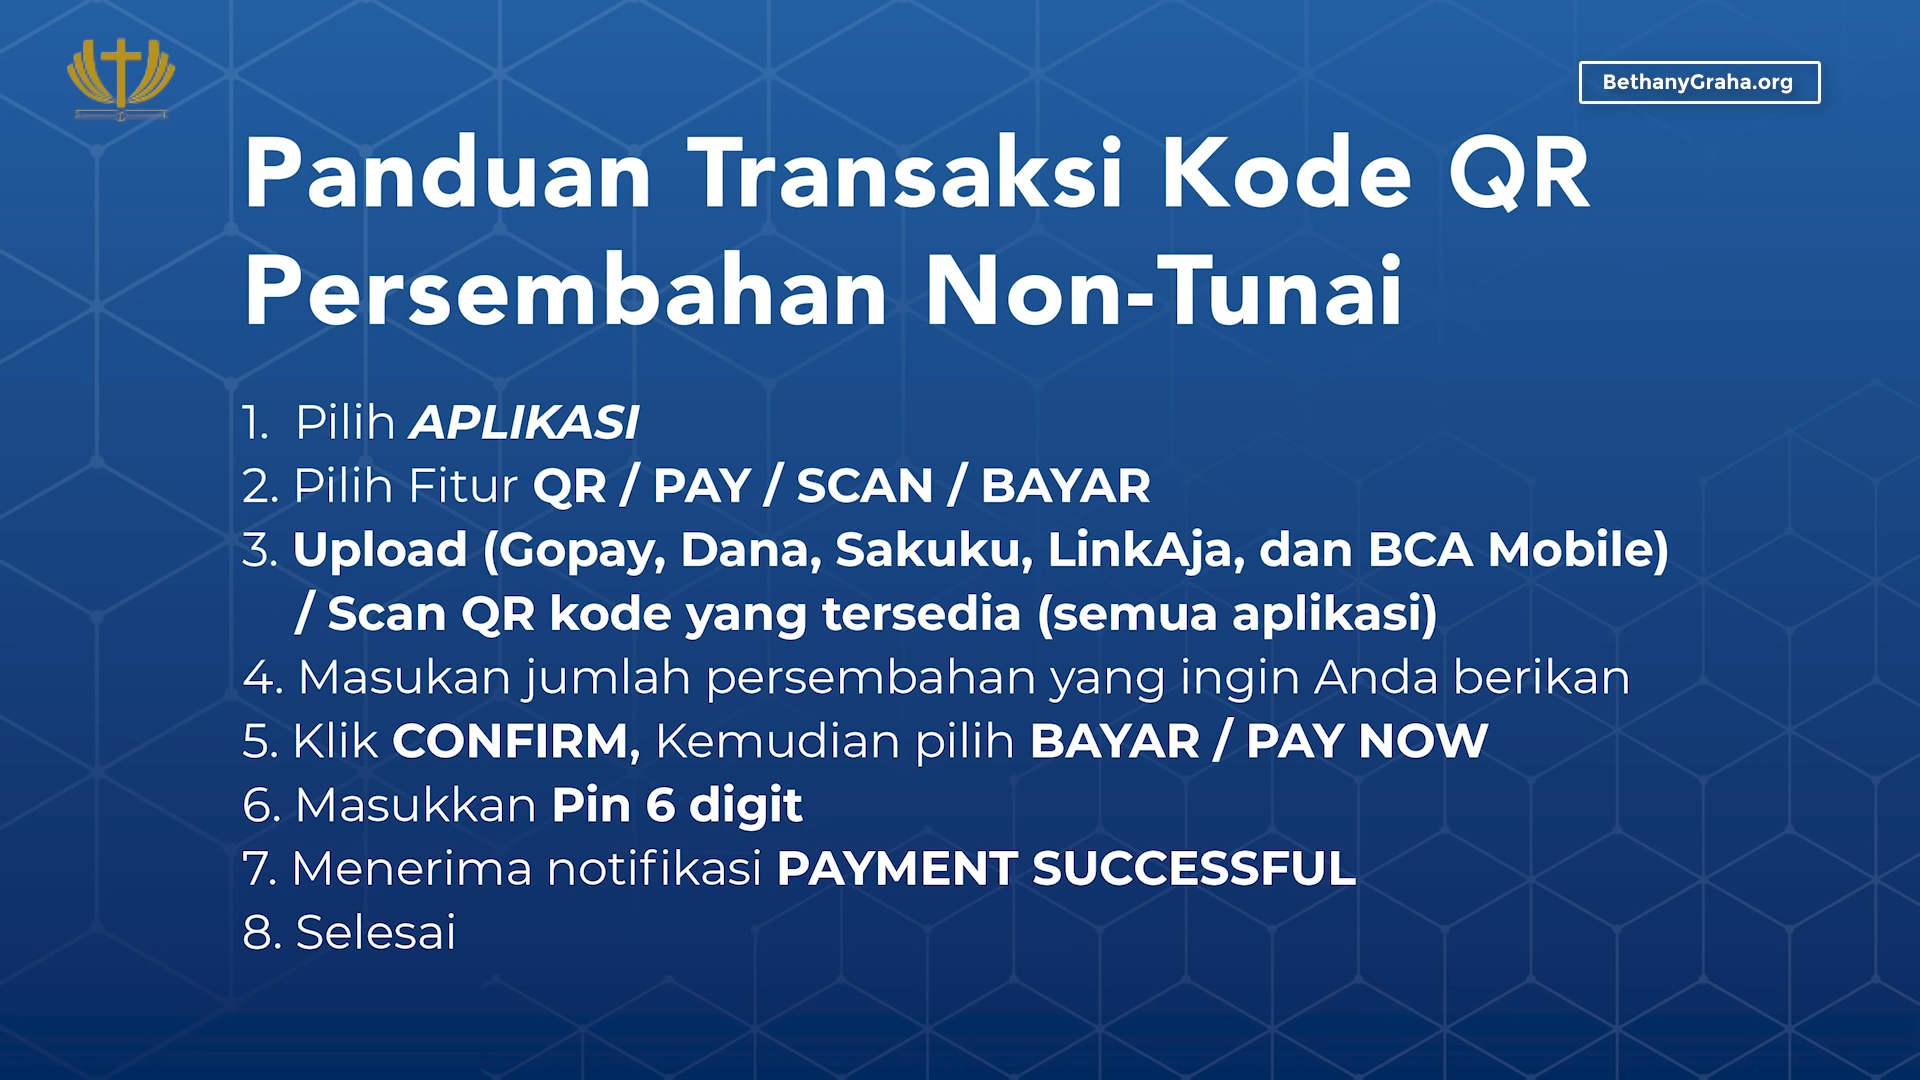 BethanyGraha.org
Panduan Transaksi Kode QR
Persembahan Non-Tunai
1. Pilih APLIKASI
2. Pilih Fitur QR / PAY / SCAN / BAYAR
3. Upload (Gopay, Dana, Sakuku, LinkAja, dan BCA Mobile)
/ Scan QR kode yang tersedia (semua aplikasi)
4. Masukan jumlah persembahan yang ingin Anda berikan
5. Klik CONFIRM, Kemudian pilih BAYAR / PAY NOW
6. Masukkan Pin 6 digit
7. Menerima notifikasi PAYMENT SUCCESSFUL
8. Selesai